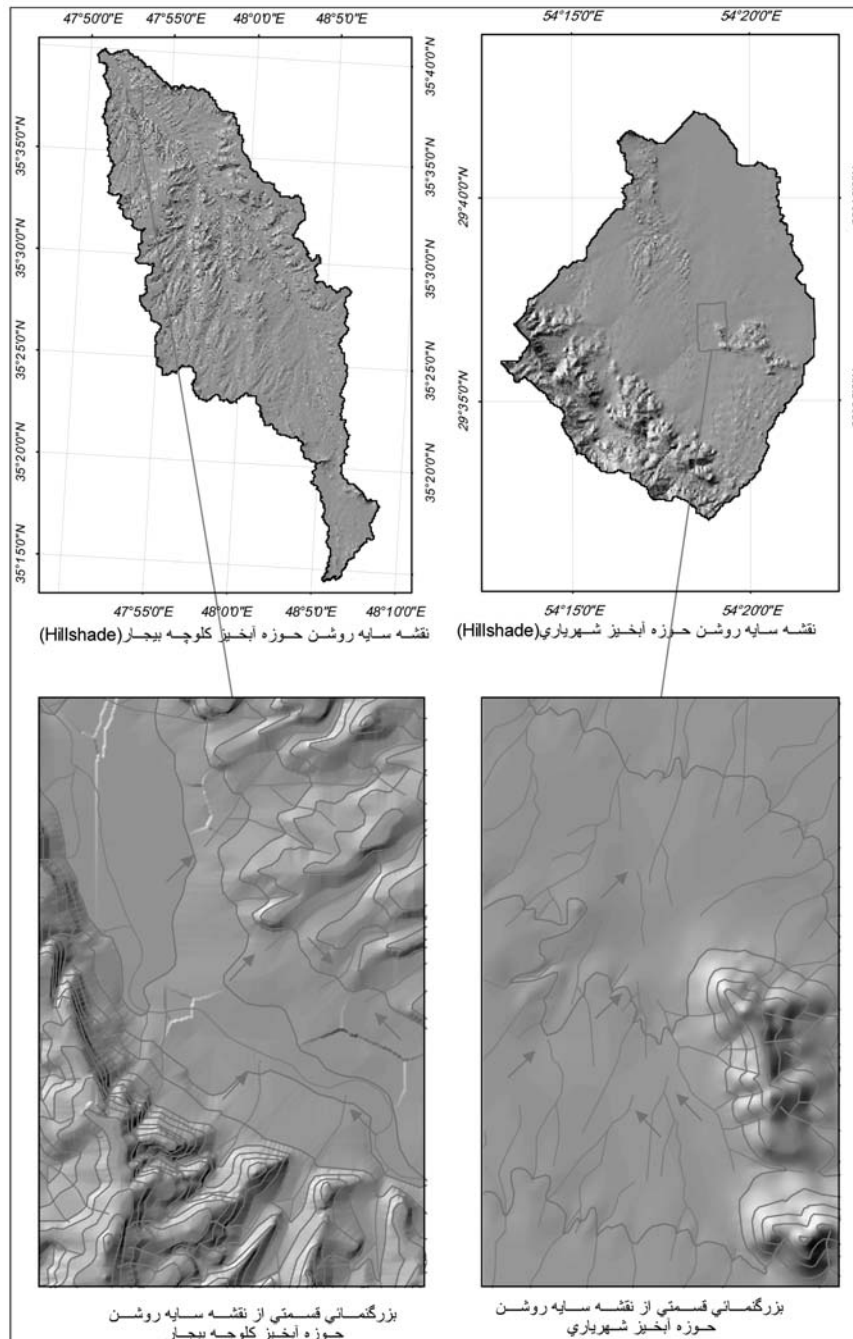 47°50'0"E 47°55'0"E 48°0'0"E 48°5'0"E
35°40'0"N
35°35'0"N
35°30'0"N
35°25'0"N
35°20'0"N
35°15'0"N
35°35'0"N
35°30'0"N
35°25'0"N
35°20'0"N
47°55'0"E 48°0'0"E 48°5'0"E 48°10'0"E
نقشه سایه روشن حوزه آبخیز کلوچه بیجار(Hillshade)
54°15'0"E 54°20'0"E
29°40'0"N
29°35'0"N
54°15'0"E 54°20'0"E
نقشه سایه روشن حوزه آبخیز شهریاري(Hillshade)
بزرگنمائي قسمتي از نقشه سایه روشن
حوزه آبخیز کلوچه بیجار
بزرگنمائي قسمتي از نقشه سایه روشن
حوزه آبخیز شهریاري